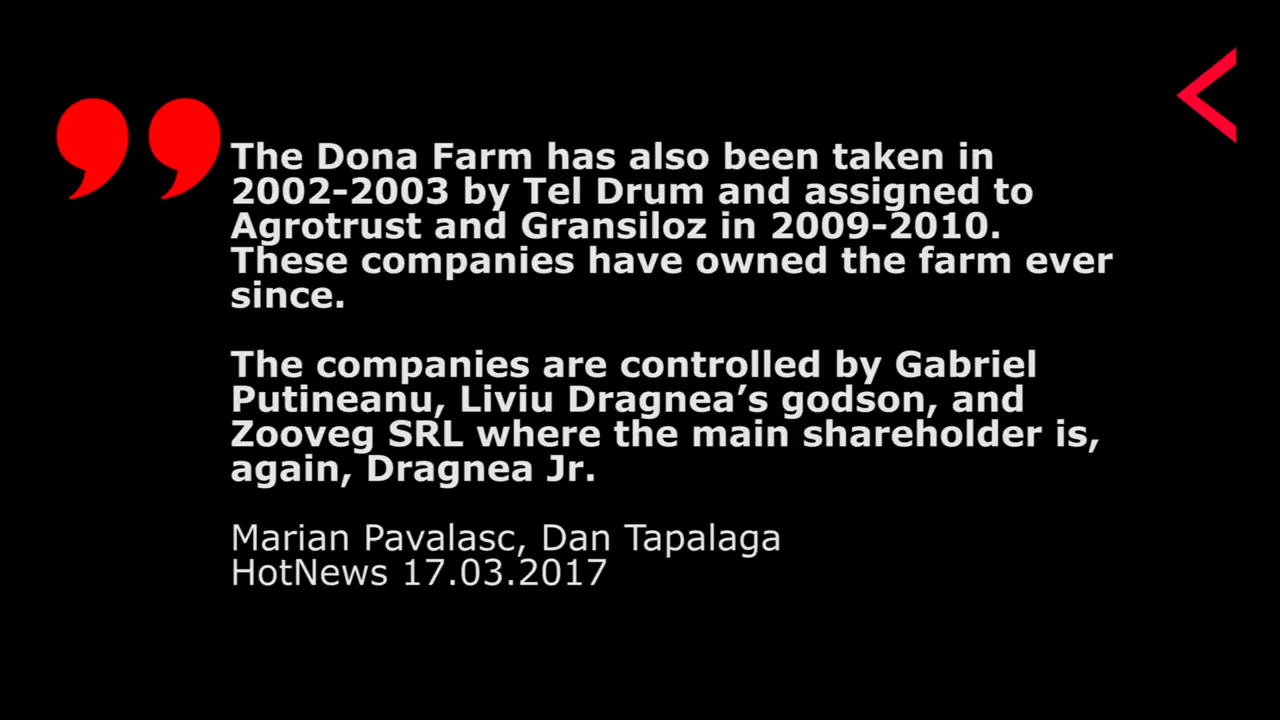 The Dona Farm has also been taken in
2002-2003 by Tel Drum and assigned to
Agrotrust and Gransiloz in 2009-2010.
These companies have owned the farm ever
since.
The companies are controlled by Gabriel
Putineanu, Liviu Dragnea’s godson, and
Zooveg SRL where the main shareholder is,
again, Dragnea Jr.
Marian Pavalasc, Dan Tapalaga
HotNews 17.03.2017